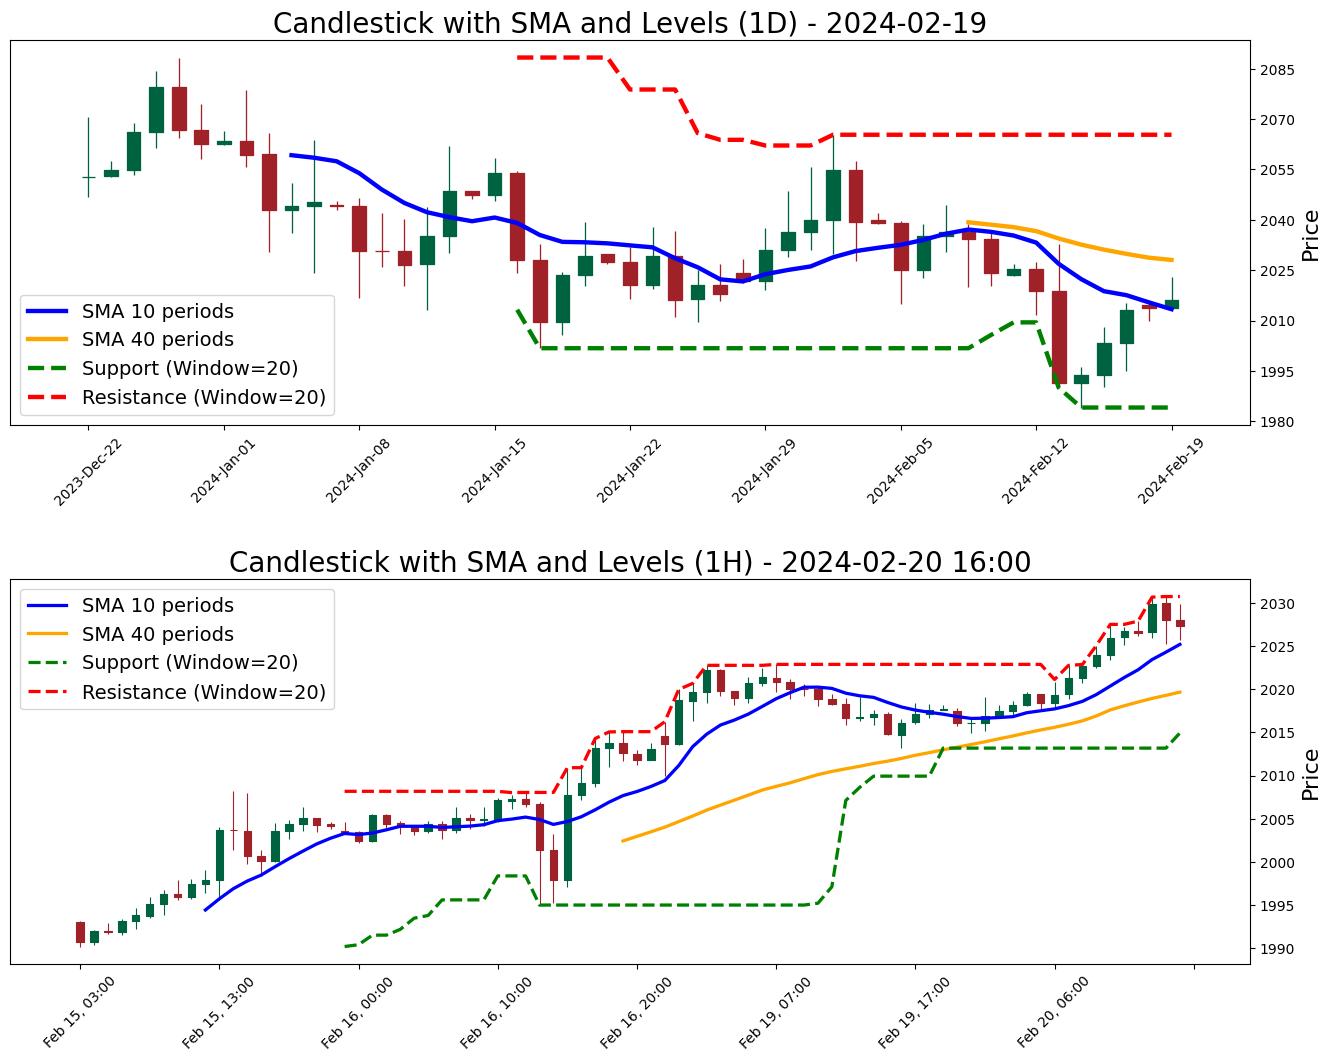 Candlestick with SMA and Levels (1D) - 2024-02-19
2085
2070
2055
2040
2025
2010
1995
1980
Price
SMA 10 periods
SMA 40 periods
Support (Window=20)
Resistance (Window=20)
2023-Dec-22
2024-Jan-01
2024-Jan-08
2024-Jan-15
2024-Jan-22
2024-Jan-29
2024-Feb-05
2024-Feb-12
2024-Feb-19
Candlestick with SMA and Levels (1H) - 2024-02-20 16:00
SMA 10 periods
SMA 40 periods
Support (Window=20)
Resistance (Window=20)
2030
2025
2020
2015
2010
2005
2000
1995
1990
Price
Feb 15, 03:00
Feb 15, 13:00
Feb 16, 00:00
Feb 16, 10:00
Feb 16, 20:00
Feb 19, 07:00
Feb 19, 17:00
Feb 20, 06:00